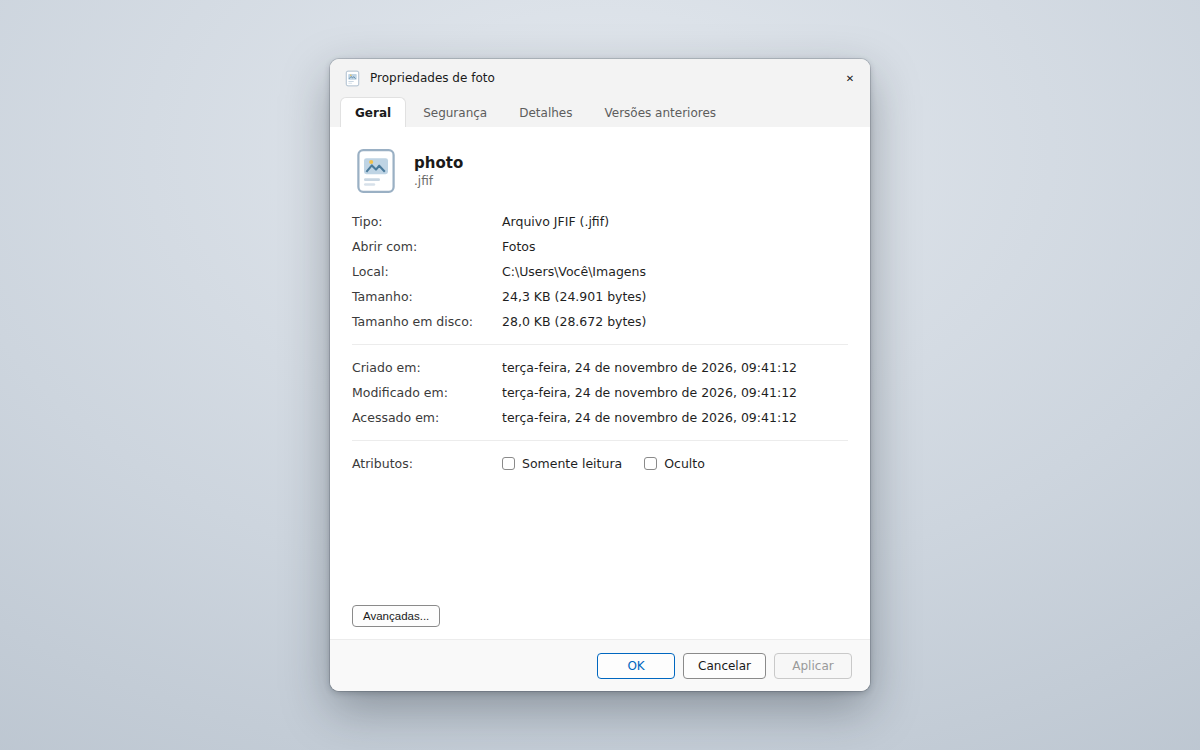 Propriedades de foto
Geral Segurança Detalhes Versões anteriores
photo
.jfif
Tipo: Arquivo JFIF (.jfif)
Abrir com: Fotos
Local: C:\Users\Você\Imagens
Tamanho: 24,3 KB (24.901 bytes)
Tamanho em disco: 28,0 KB (28.672 bytes)
Criado em: terça-feira, 24 de novembro de 2026, 09:41:12
Modificado em: terça-feira, 24 de novembro de 2026, 09:41:12
Acessado em: terça-feira, 24 de novembro de 2026, 09:41:12
Atributos: Somente leitura Oculto
Avançadas...
OK Cancelar Aplicar